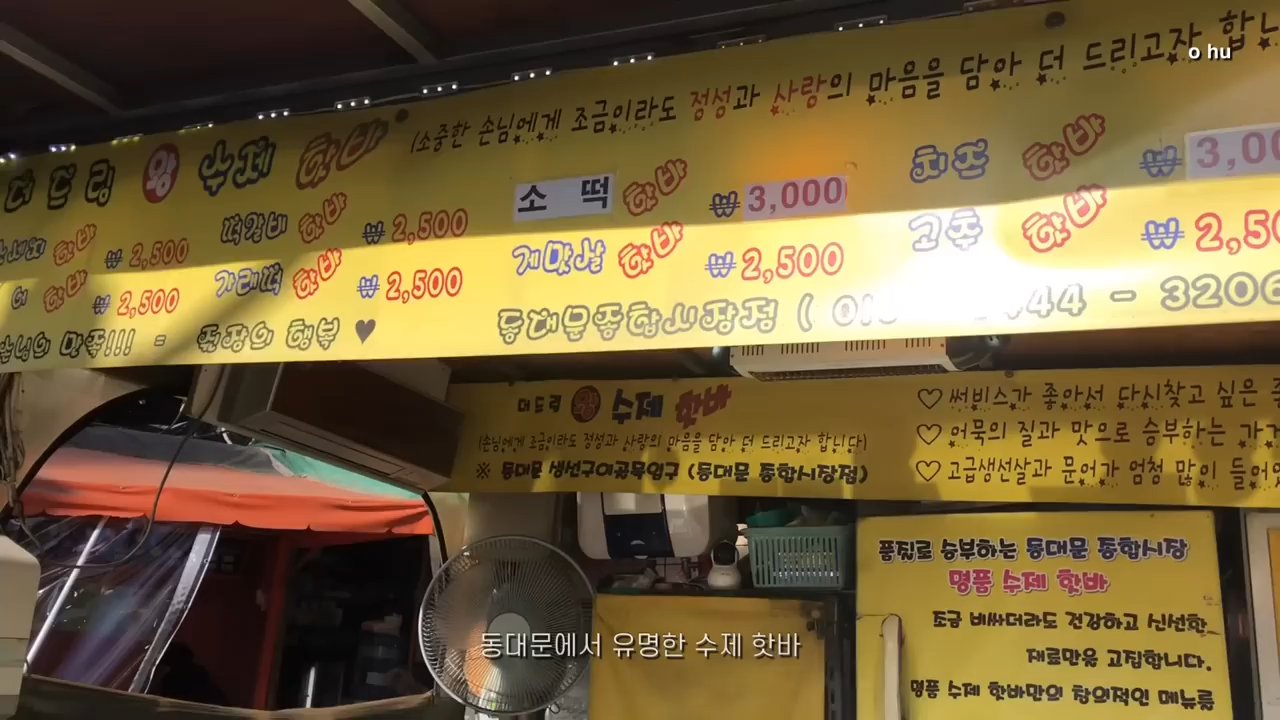 o hu
(소중한 손님에게 조금이라도 정성과 사랑의 마음을 담아 더 드리고자 합니
더드림 왕 수제 핫바
소떡 핫바 ₩3,000
치즈 핫바 ₩3,00
핫바 ₩2,500
떡갈비 핫바 ₩2,500
게맛살 핫바 ₩2,500
고추 핫바 ₩2,50
핫바 ₩2,500
가래떡 핫바 ₩2,500
손님의 만족!!! = 주장의 행복 ♥
동대문종합시장점 ( 01 44 - 3206
더드림 왕 수제 핫바
(손님에게 조금이라도 정성과 사랑의 마음을 담아 더 드리고자 합니다)
※ 동대문 생선구이골목입구 (동대문 종합시장점)
♡ 써비스가 좋아서 다시찾고 싶은
♡ 어묵의 질과 맛으로 승부하는 가
♡ 고급생선살과 문어가 엄청 많이 들어
품질로 승부하는 동대문 종합시장
명품 수제 핫바
조금 비싸더라도 건강하고 신선한
재료만을 고집합니다.
명품 수제 핫바만의 창의적인 메뉴를
동대문에서 유명한 수제 핫바